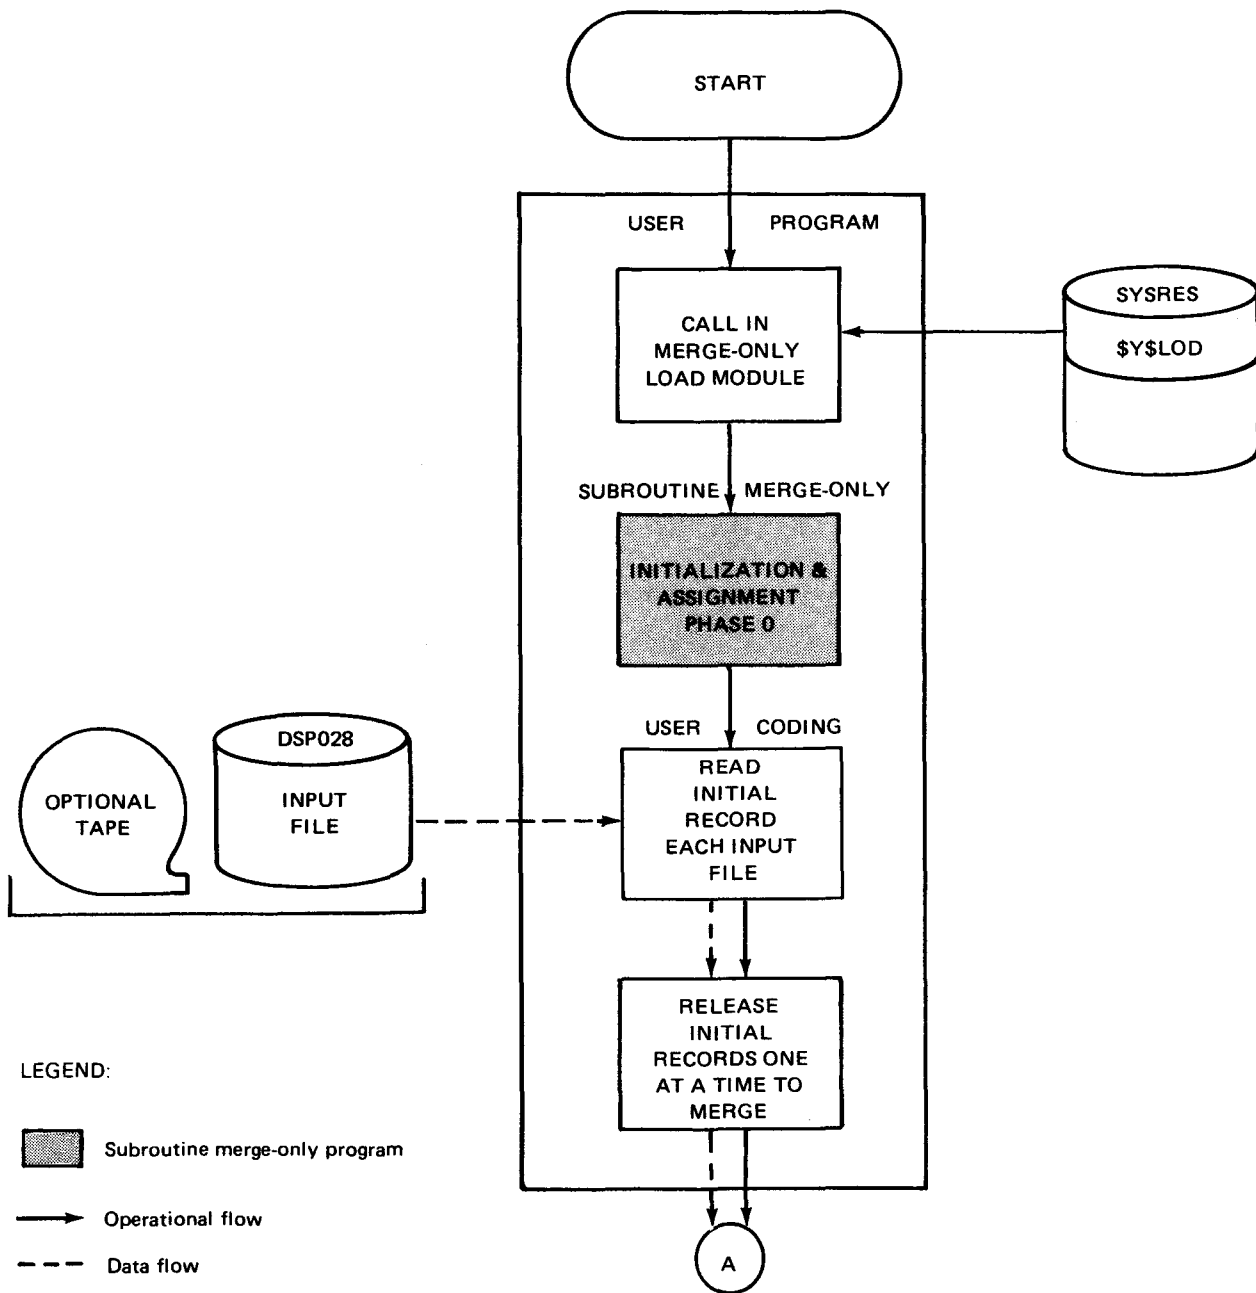 START
USER PROGRAM
CALL IN
MERGE-ONLY
LOAD MODULE
SYSRES
$Y$LOD
SUBROUTINE MERGE-ONLY
INITIALIZATION &
ASSIGNMENT
PHASE 0
USER CODING
READ
INITIAL
RECORD
EACH INPUT
FILE
OPTIONAL
TAPE
DSP028
INPUT
FILE
RELEASE
INITIAL
RECORDS ONE
AT A TIME TO
MERGE
LEGEND:
Subroutine merge-only program
Operational flow
Data flow
A